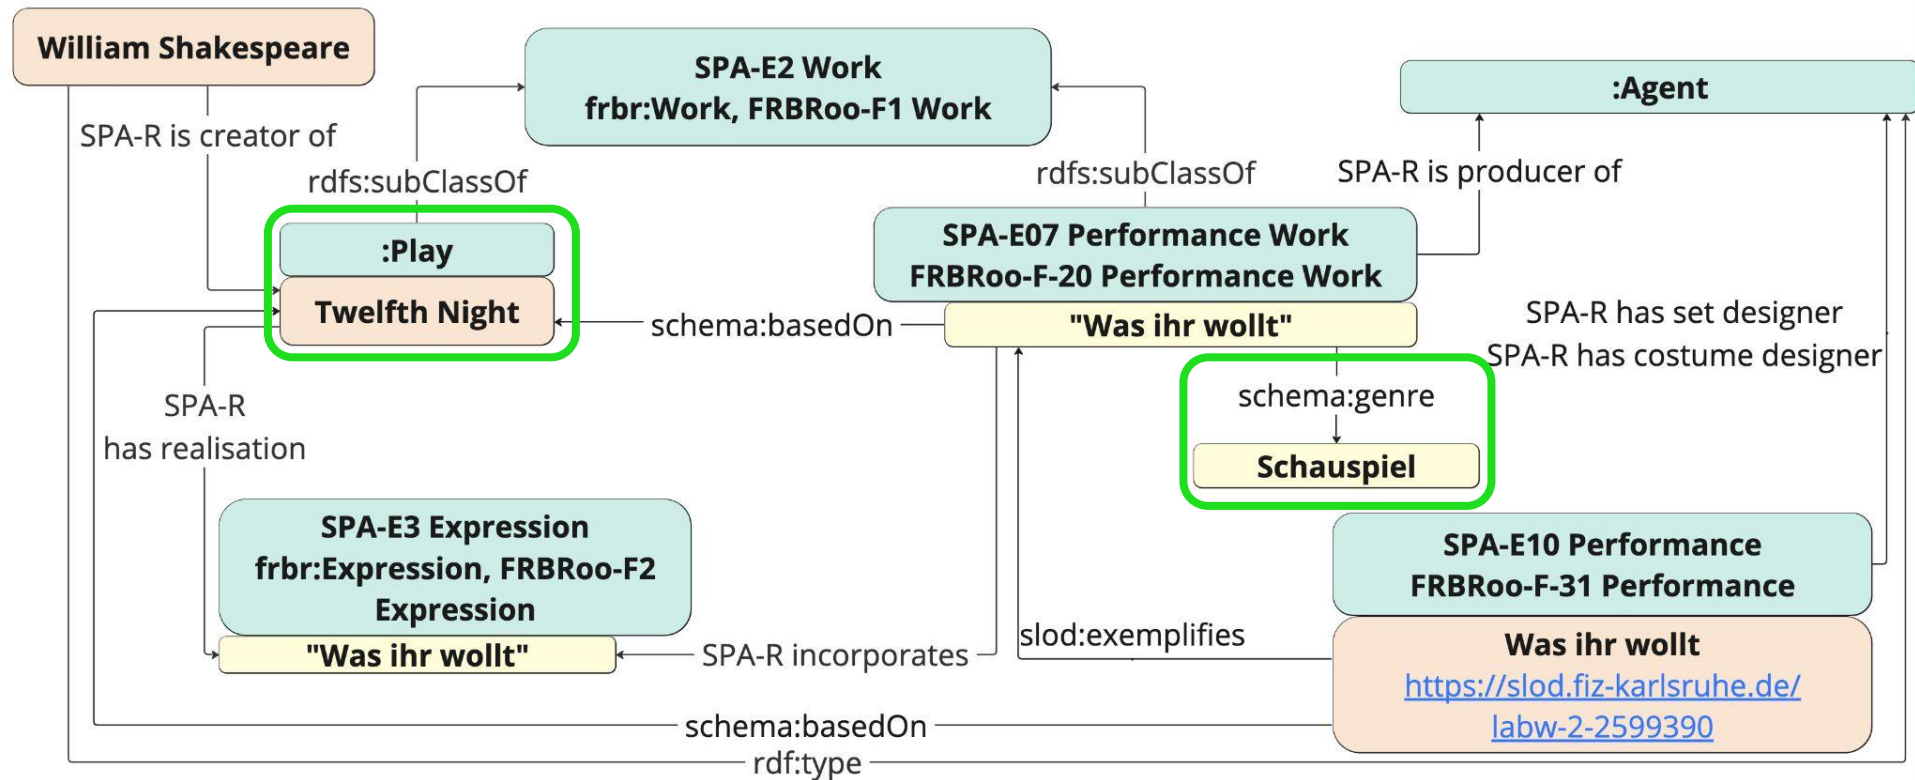 William Shakespeare
SPA-E2 Work
frbr:Work, FRBRoo-F1 Work
:Agent
SPA-R is creator of
rdfs:subClassOf
rdfs:subClassOf
SPA-R is producer of
:Play
Twelfth Night
SPA-E07 Performance Work
FRBRoo-F-20 Performance Work
"Was ihr wollt"
schema:basedOn
SPA-R has set designer
SPA-R has costume designer
schema:genre
Schauspiel
SPA-R
has realisation
SPA-E3 Expression
frbr:Expression, FRBRoo-F2
Expression
"Was ihr wollt"
SPA-R incorporates
slod:exemplifies
SPA-E10 Performance
FRBRoo-F-31 Performance
Was ihr wollt
https://slod.fiz-karlsruhe.de/
labw-2-2599390
schema:basedOn
rdf:type